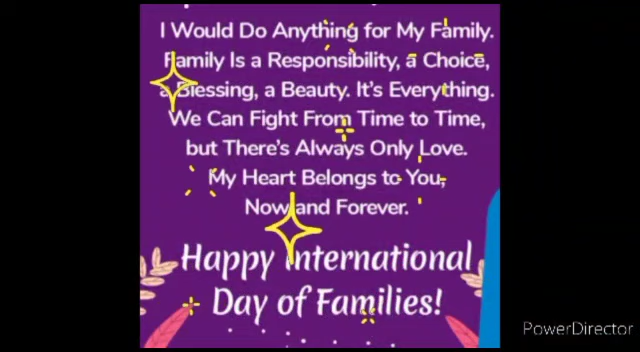 I Would Do Anything for My Family.
Family Is a Responsibility, a Choice,
a Blessing, a Beauty. It's Everything.
We Can Fight From Time to Time,
but There's Always Only Love.
My Heart Belongs to You,
Now and Forever.
Happy International
Day of Families!
PowerDirector